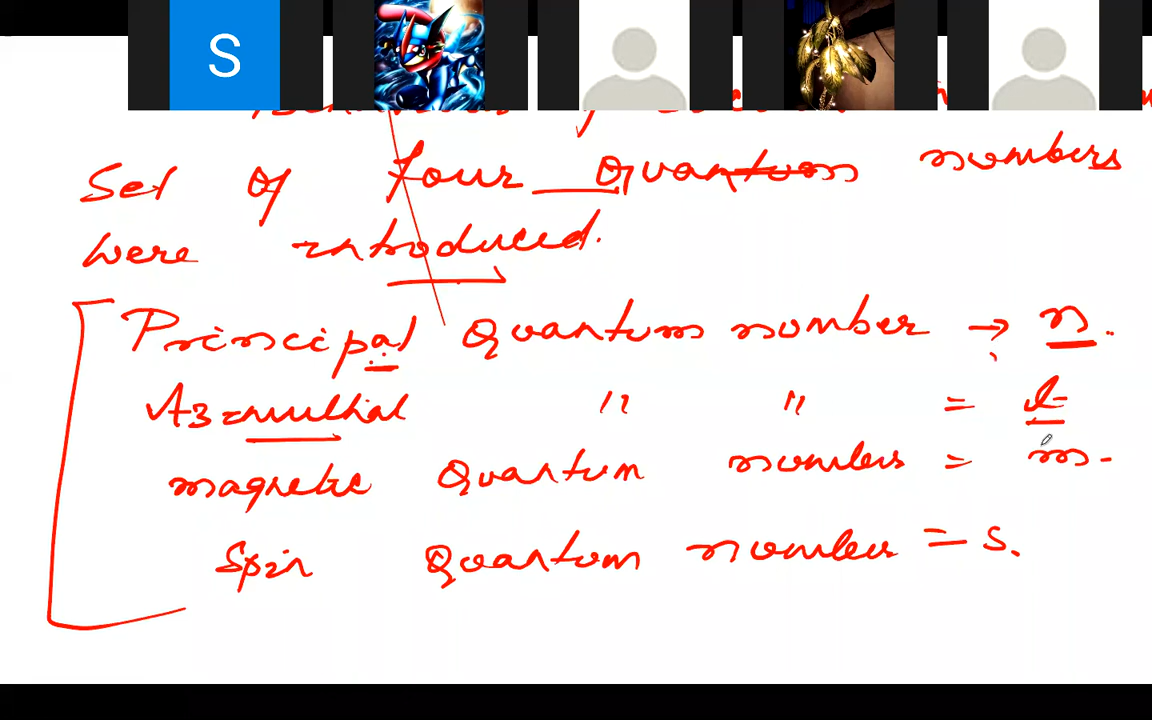 S
Set of four Quantum numbers
were introduced.
Principal Quantum number → n.
Azimuthal " " = l
magnetic Quantum number = m-
Spin Quantum number = s.